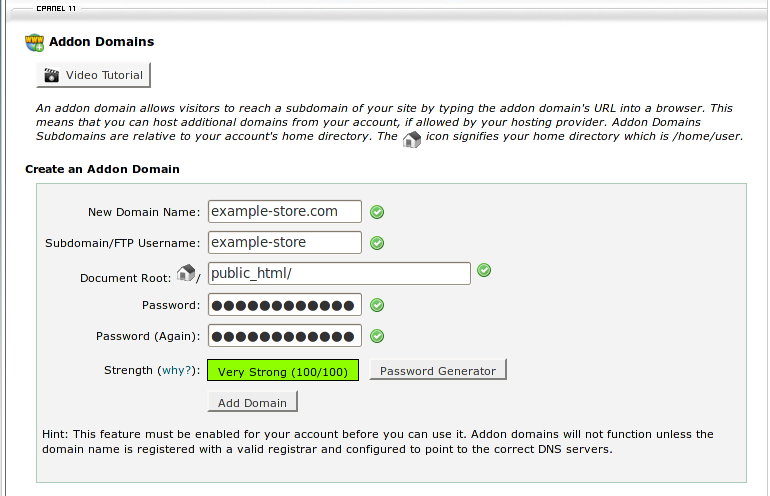 CPANEL 11
Addon Domains
Video Tutorial
An addon domain allows visitors to reach a subdomain of your site by typing the addon domain's URL into a browser. This
means that you can host additional domains from your account, if allowed by your hosting provider. Addon Domains
Subdomains are relative to your account's home directory. The icon signifies your home directory which is /home/user.
Create an Addon Domain
New Domain Name: example-store.com
Subdomain/FTP Username: example-store
Document Root: / public_html/
Password: ●●●●●●●●●●●●
Password (Again): ●●●●●●●●●●●●
Strength (why?): Very Strong (100/100) Password Generator
Add Domain
Hint: This feature must be enabled for your account before you can use it. Addon domains will not function unless the
domain name is registered with a valid registrar and configured to point to the correct DNS servers.